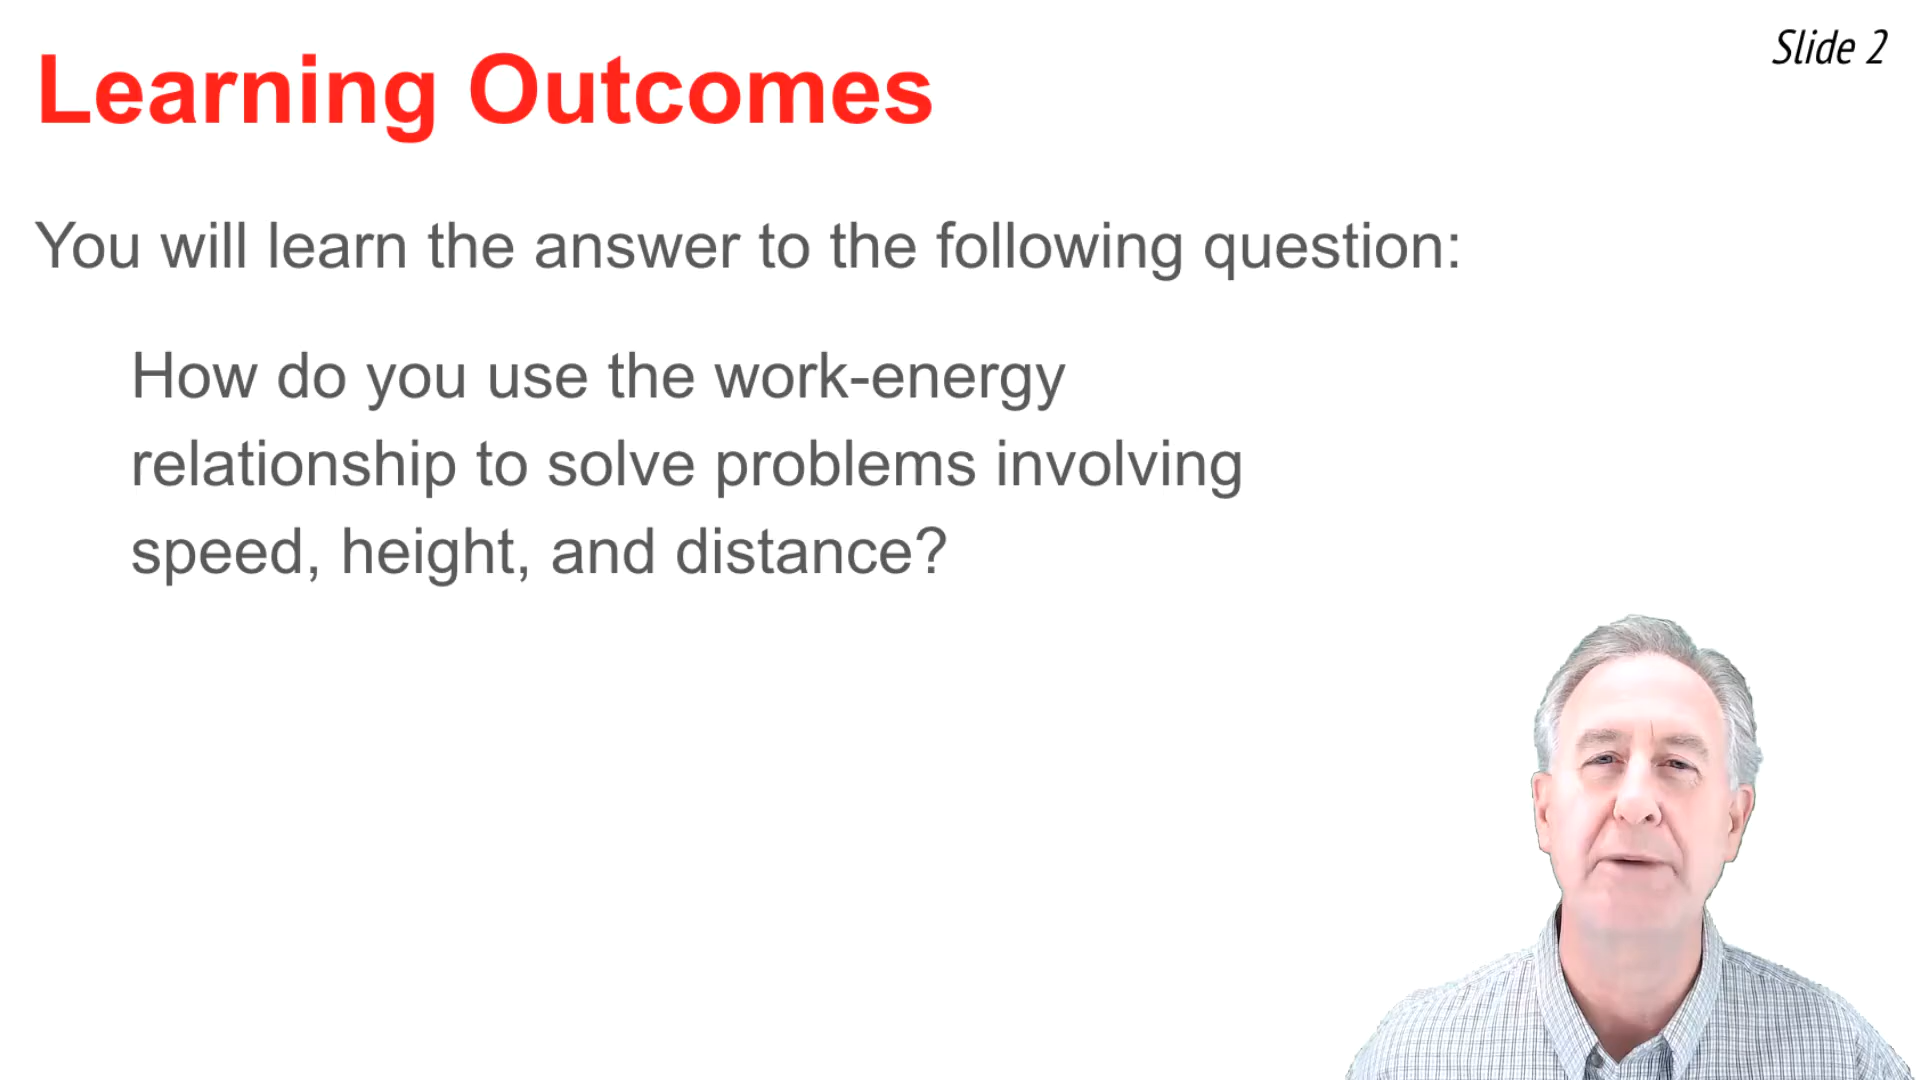 Slide 2
Learning Outcomes
You will learn the answer to the following question:
How do you use the work-energy
relationship to solve problems involving
speed, height, and distance?